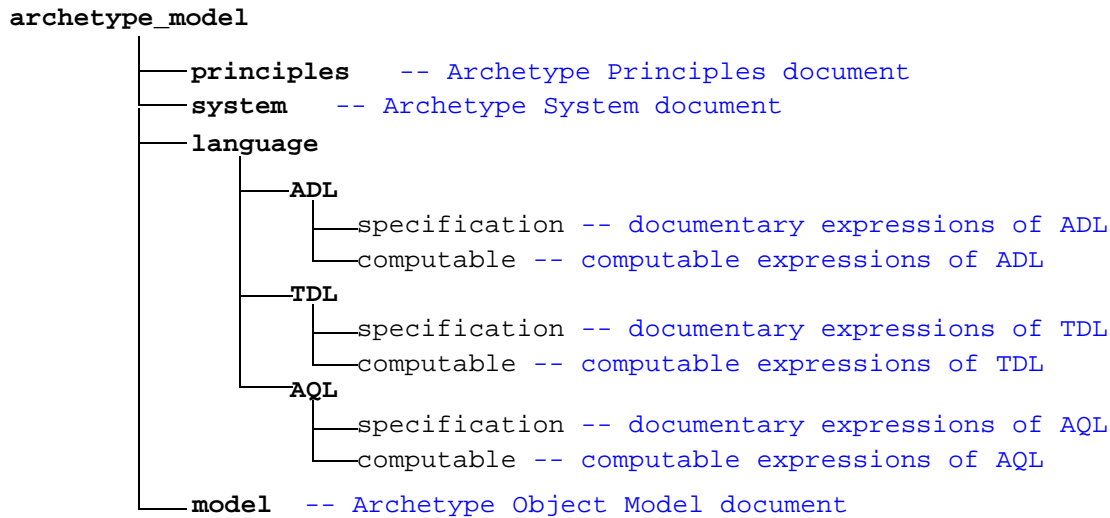 archetype_model
principles -- Archetype Principles document
system -- Archetype System document
language
ADL
specification -- documentary expressions of ADL
computable -- computable expressions of ADL
TDL
specification -- documentary expressions of TDL
computable -- computable expressions of TDL
AQL
specification -- documentary expressions of AQL
computable -- computable expressions of AQL
model -- Archetype Object Model document